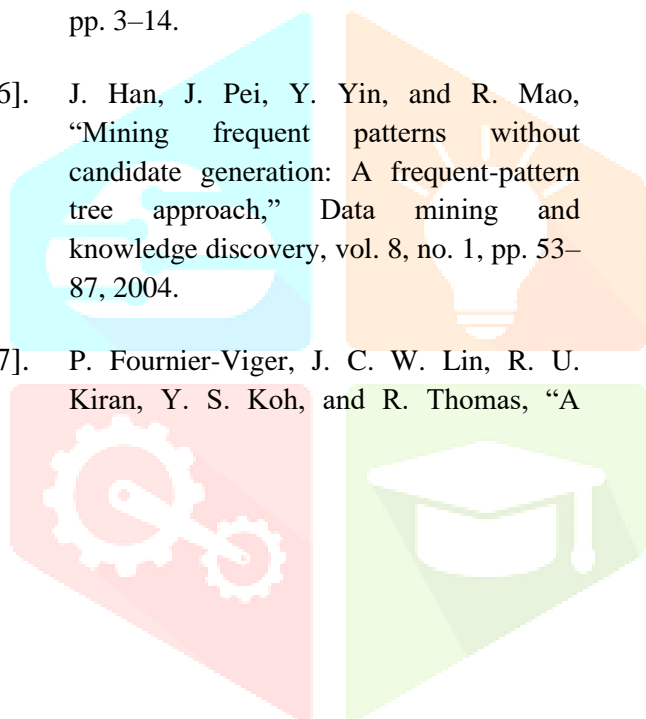 pp. 3–14.
6]. J. Han, J. Pei, Y. Yin, and R. Mao,
“Mining frequent patterns without
candidate generation: A frequent-pattern
tree approach,” Data mining and
knowledge discovery, vol. 8, no. 1, pp. 53–
87, 2004.
7]. P. Fournier-Viger, J. C. W. Lin, R. U.
Kiran, Y. S. Koh, and R. Thomas, “A